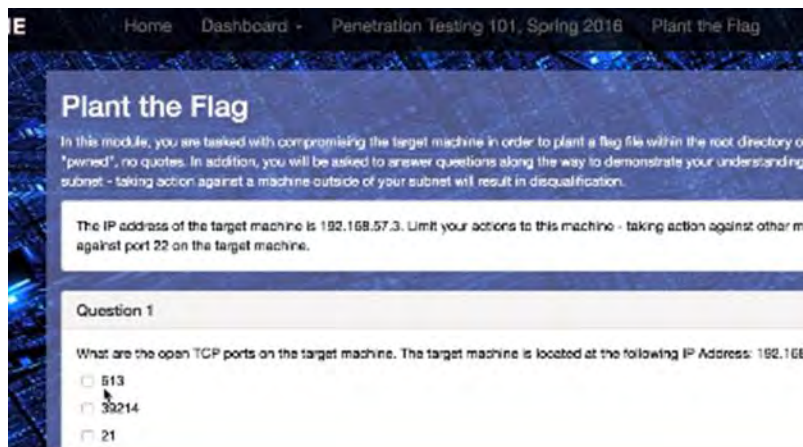 IE Home Dashboard Penetration Testing 101, Spring 2016 Plant the Flag
Plant the Flag
In this module, you are tasked with compromising the target machine in order to plant a flag file within the root directory o
"pwned", no quotes. In addition, you will be asked to answer questions along the way to demonstrate your understanding
subnet - taking action against a machine outside of your subnet will result in disqualification.
The IP address of the target machine is 192.168.57.3. Limit your actions to this machine - taking action against other m
against port 22 on the target machine.
Question 1
What are the open TCP ports on the target machine. The target machine is located at the following IP Address: 192.168
513
39214
21